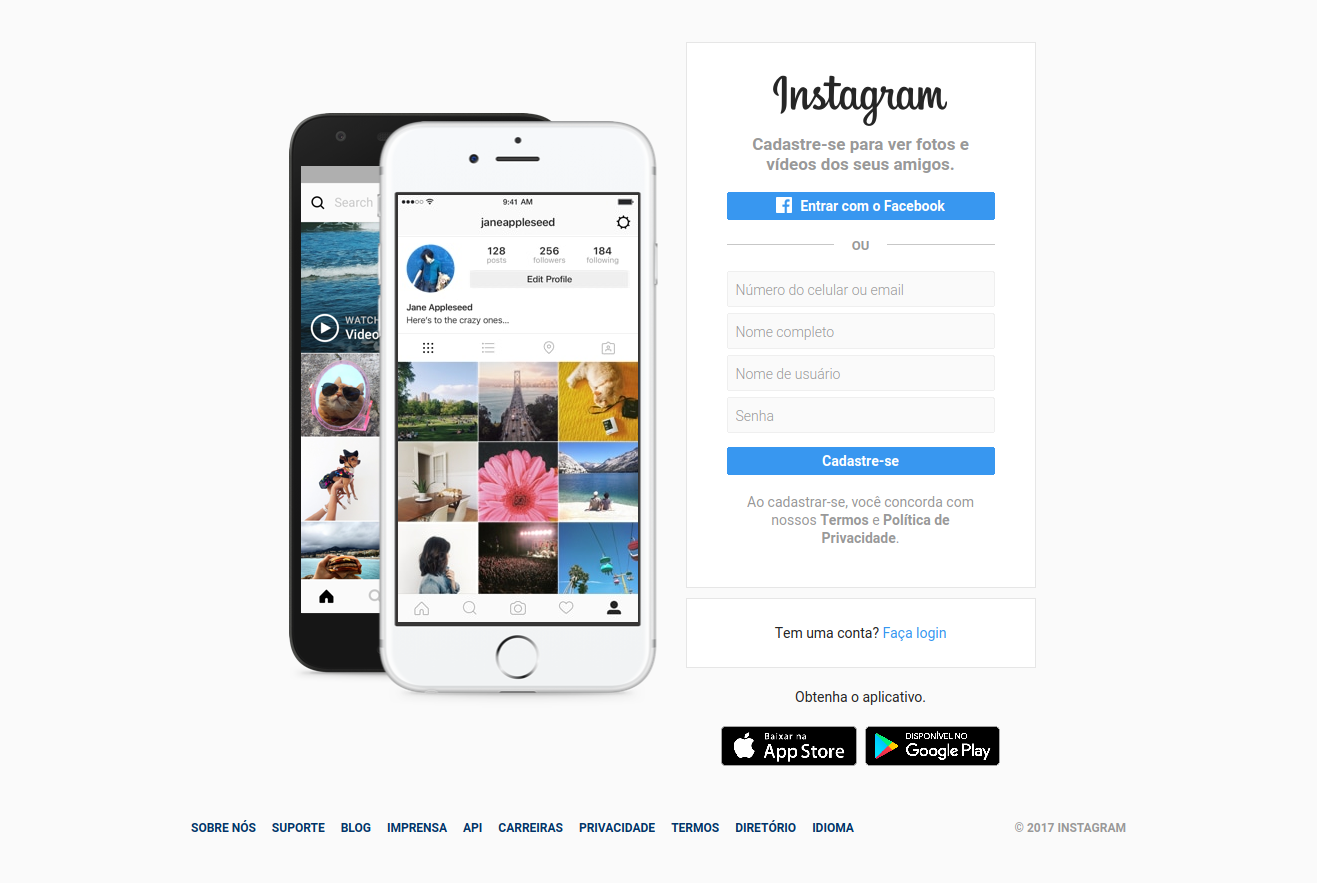 Instagram
Cadastre-se para ver fotos e
vídeos dos seus amigos.
Entrar com o Facebook
OU
Número do celular ou email
Nome completo
Nome de usuário
Senha
Cadastre-se
Ao cadastrar-se, você concorda com
nossos Termos e Política de
Privacidade.
Tem uma conta? Faça login
Obtenha o aplicativo.
Baixar na
App Store
DISPONÍVEL NO
Google Play
Search
WATCH
Video
9:41 AM
janeappleseed
128 256 184
posts followers following
Edit Profile
Jane Appleseed
Here's to the crazy ones...
SOBRE NÓS SUPORTE BLOG IMPRENSA API CARREIRAS PRIVACIDADE TERMOS DIRETÓRIO IDIOMA
© 2017 INSTAGRAM